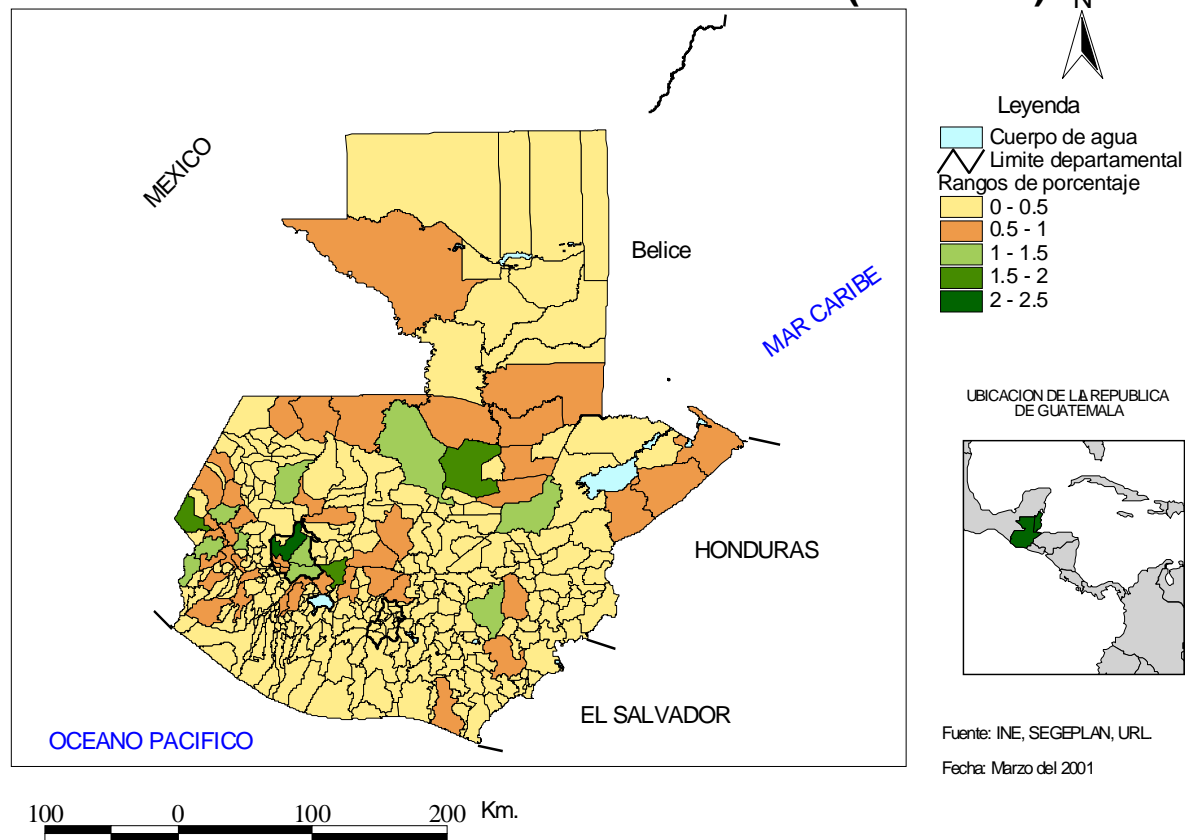 N
Leyenda
Cuerpo de agua
Limite departamental
Rangos de porcentaje
0 - 0.5
0.5 - 1
1 - 1.5
1.5 - 2
2 - 2.5
MEXICO
Belice
MAR CARIBE
HONDURAS
EL SALVADOR
OCEANO PACIFICO
UBICACION DE LA REPUBLICA
DE GUATEMALA
Fuente: INE, SEGEPLAN, URL.
Fecha: Marzo del 2001
100 0 100 200 Km.